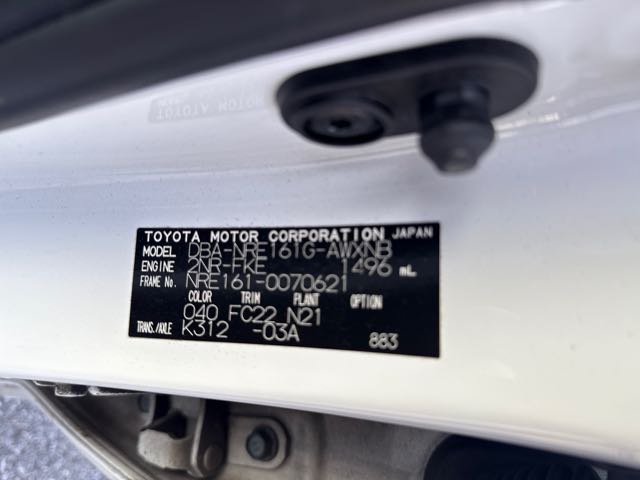 TOYOTA MOTOR CORPORATION JAPAN
MODEL DBA-NRE161G-AWXNB
ENGINE 2NR-FKE 1496 mL
FRAME No. NRE161-0070621
COLOR TRIM PLANT OPTION
040 FC22 N21
TRANS./AXLE K312 -03A
883